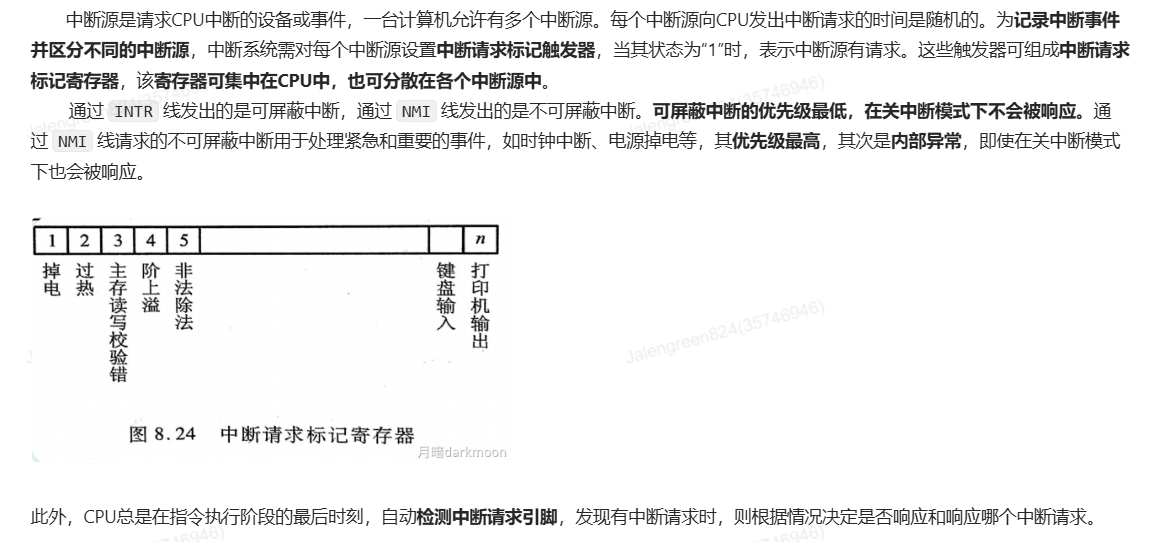 中断源是请求CPU中断的设备或事件，一台计算机允许有多个中断源。每个中断源向CPU发出中断请求的时间是随机的。为记录中断事件
并区分不同的中断源，中断系统需对每个中断源设置中断请求标记触发器，当其状态为“1”时，表示中断源有请求。这些触发器可组成中断请求
标记寄存器，该寄存器可集中在CPU中，也可分散在各个中断源中。
通过 INTR 线发出的是可屏蔽中断，通过 NMI 线发出的是不可屏蔽中断。可屏蔽中断的优先级最低，在关中断模式下不会被响应。通
过 NMI 线请求的不可屏蔽中断用于处理紧急和重要的事件，如时钟中断、电源掉电等，其优先级最高，其次是内部异常，即使在关中断模式
下也会被响应。
1 2 3 4 5 n
掉电
过热
主存读写校验错
阶上溢
非法除法
键盘输入
打印机输出
Jalengreen824(35746946)
图 8.24 中断请求标记寄存器
月暗darkmoon
此外，CPU总是在指令执行阶段的最后时刻，自动检测中断请求引脚，发现有中断请求时，则根据情况决定是否响应和响应哪个中断请求。